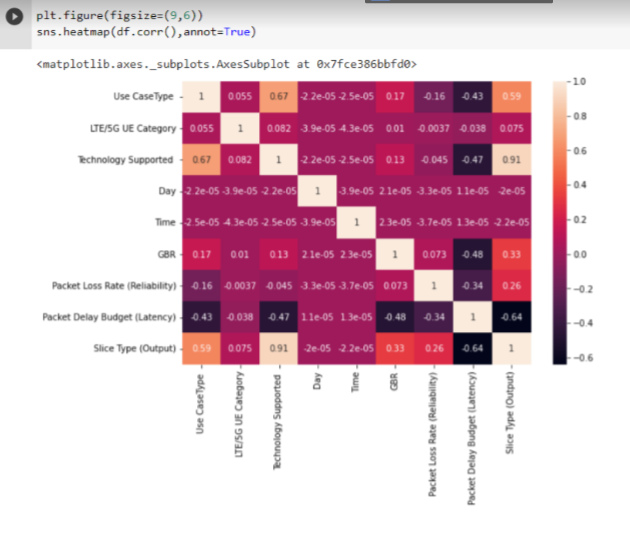 plt.figure(figsize=(9,6))
sns.heatmap(df.corr(),annot=True)
<matplotlib.axes._subplots.AxesSubplot at 0x7fce386bbfd0>
Use CaseType 1 0.055 0.67 -2.2e-05 -2.5e-05 0.17 -0.16 -0.43 0.59
LTE/5G UE Category 0.055 1 0.082 -3.9e-05 -4.3e-05 0.01 -0.0037 -0.038 0.075
Technology Supported 0.67 0.082 1 -2.2e-05 -2.5e-05 0.13 -0.045 -0.47 0.91
Day -2.2e-05 -3.9e-05 -2.2e-05 1 -3.9e-05 2.1e-05 -3.3e-05 1.1e-05 -2e-05
Time -2.5e-05 -4.3e-05 -2.5e-05 -3.9e-05 1 2.3e-05 -3.7e-05 1.3e-05 -2.2e-05
GBR 0.17 0.01 0.13 2.1e-05 2.3e-05 1 0.073 -0.48 0.33
Packet Loss Rate (Reliability) -0.16 -0.0037 -0.045 -3.3e-05 -3.7e-05 0.073 1 -0.34 0.26
Packet Delay Budget (Latency) -0.43 -0.038 -0.47 1.1e-05 1.3e-05 -0.48 -0.34 1 -0.64
Slice Type (Output) 0.59 0.075 0.91 -2e-05 -2.2e-05 0.33 0.26 -0.64 1
Use CaseType
LTE/5G UE Category
Technology Supported
Day
Time
GBR
Packet Loss Rate (Reliability)
Packet Delay Budget (Latency)
Slice Type (Output)
1.0
0.8
0.6
0.4
0.2
0.0
-0.2
-0.4
-0.6